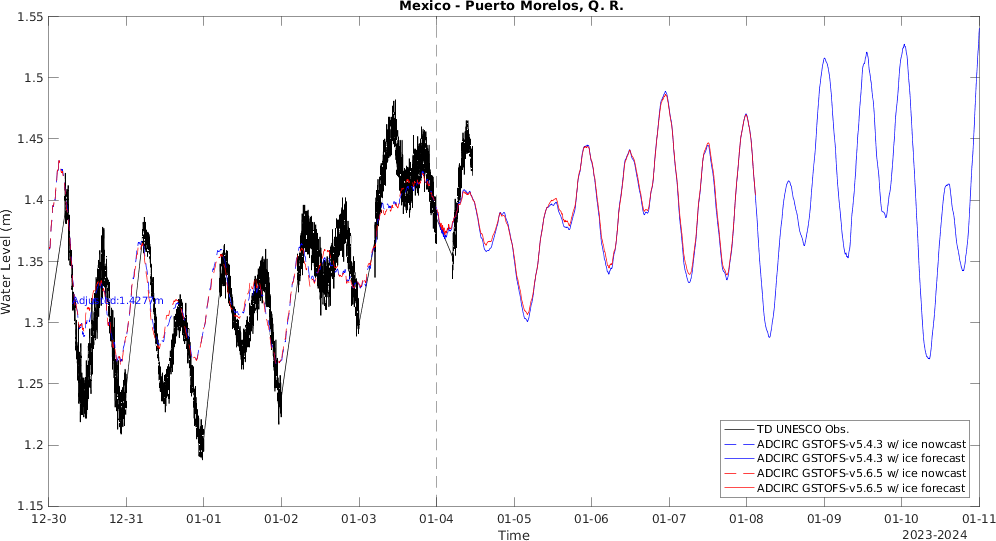 Mexico - Puerto Morelos, Q. R.
1.55
1.5
1.45
1.4
1.35
1.3
1.25
1.2
1.15
Water Level (m)
Adjusted:1.4277m
TD UNESCO Obs.
ADCIRC GSTOFS-v5.4.3 w/ ice nowcast
ADCIRC GSTOFS-v5.4.3 w/ ice forecast
ADCIRC GSTOFS-v5.6.5 w/ ice nowcast
ADCIRC GSTOFS-v5.6.5 w/ ice forecast
12-30 12-31 01-01 01-02 01-03 01-04 01-05 01-06 01-07 01-08 01-09 01-10 01-11
Time
2023-2024